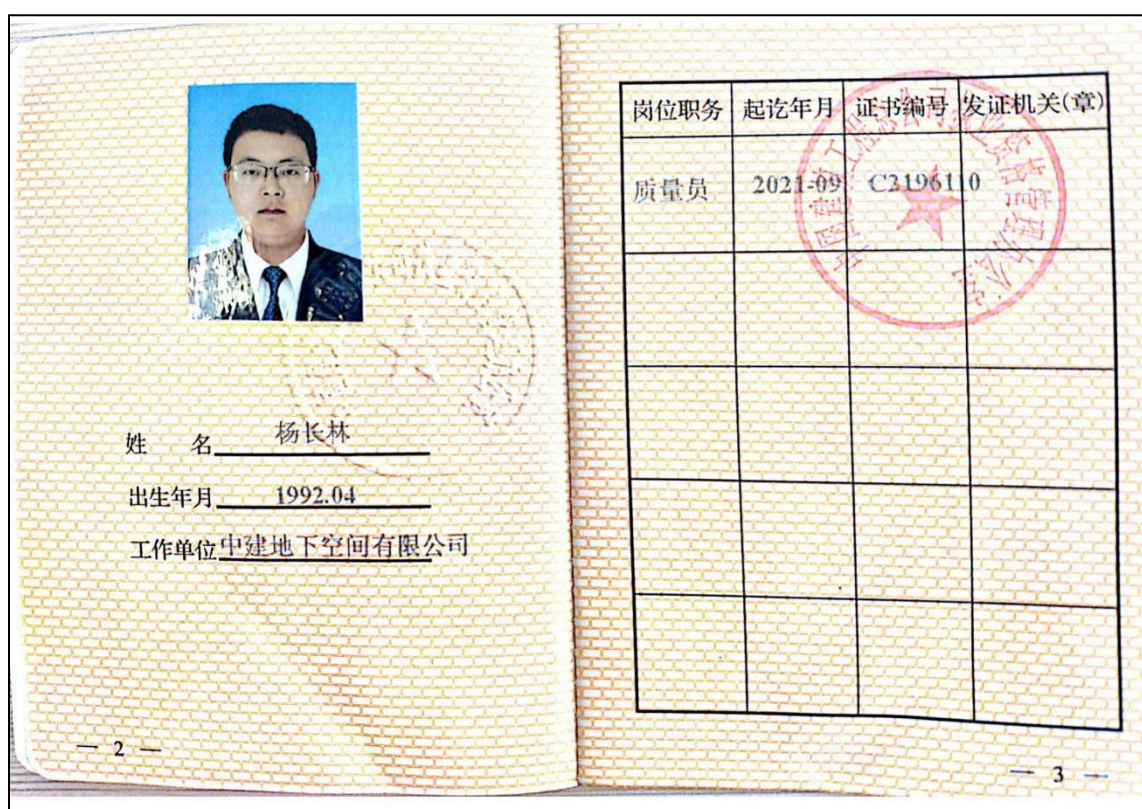 姓 名 杨长林
出生年月 1992.04
工作单位 中建地下空间有限公司
— 2 —
岗位职务 起讫年月 证书编号 发证机关(章)
质量员 2021-09 C2196110
— 3 —